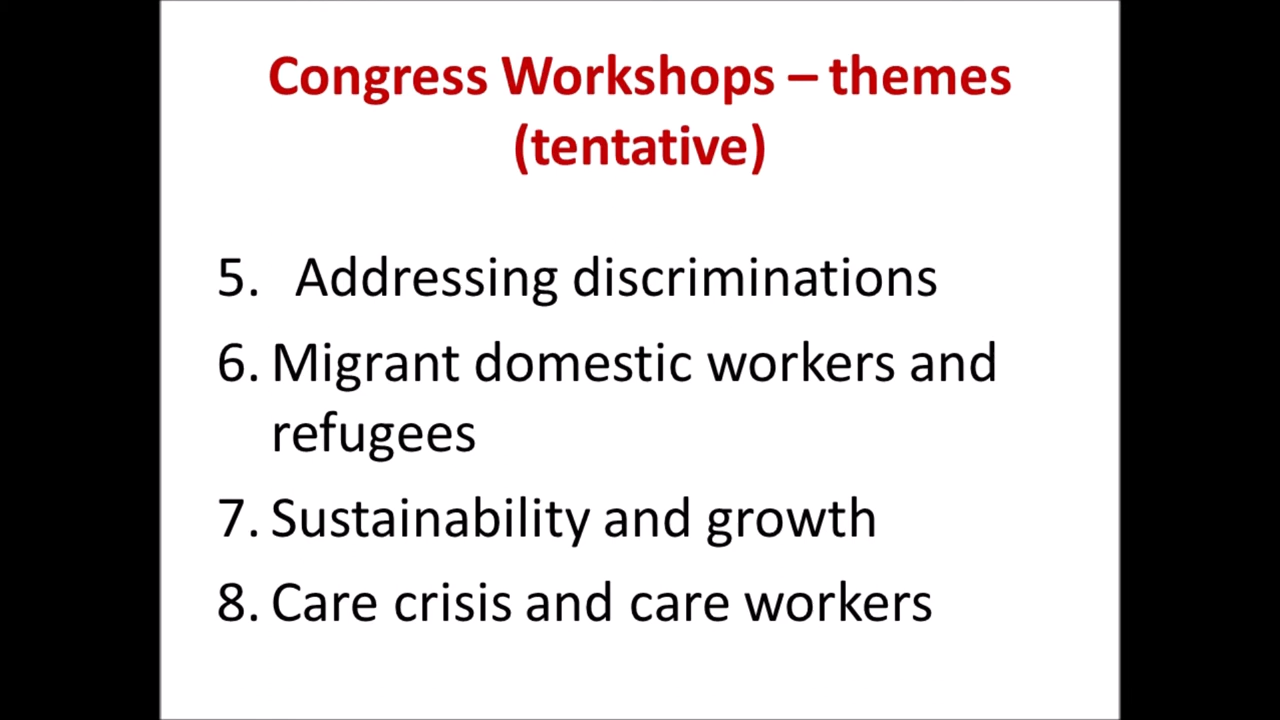 Congress Workshops – themes
(tentative)
5. Addressing discriminations
6. Migrant domestic workers and
refugees
7. Sustainability and growth
8. Care crisis and care workers